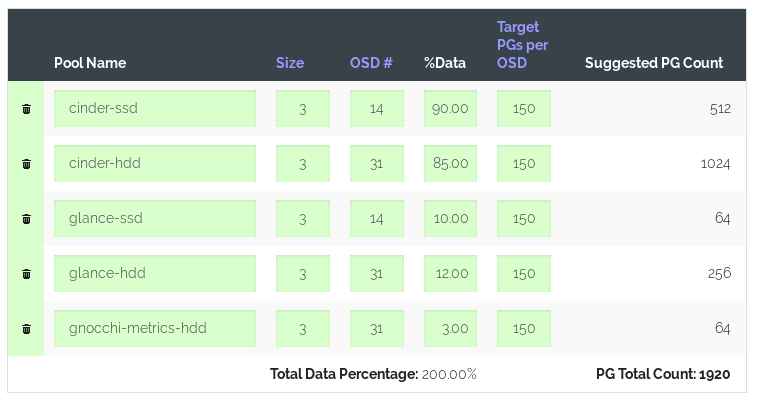 Pool Name Size OSD # %Data Target PGs per OSD Suggested PG Count
cinder-ssd 3 14 90.00 150 512
cinder-hdd 3 31 85.00 150 1024
glance-ssd 3 14 10.00 150 64
glance-hdd 3 31 12.00 150 256
gnocchi-metrics-hdd 3 31 3.00 150 64
Total Data Percentage: 200.00% PG Total Count: 1920